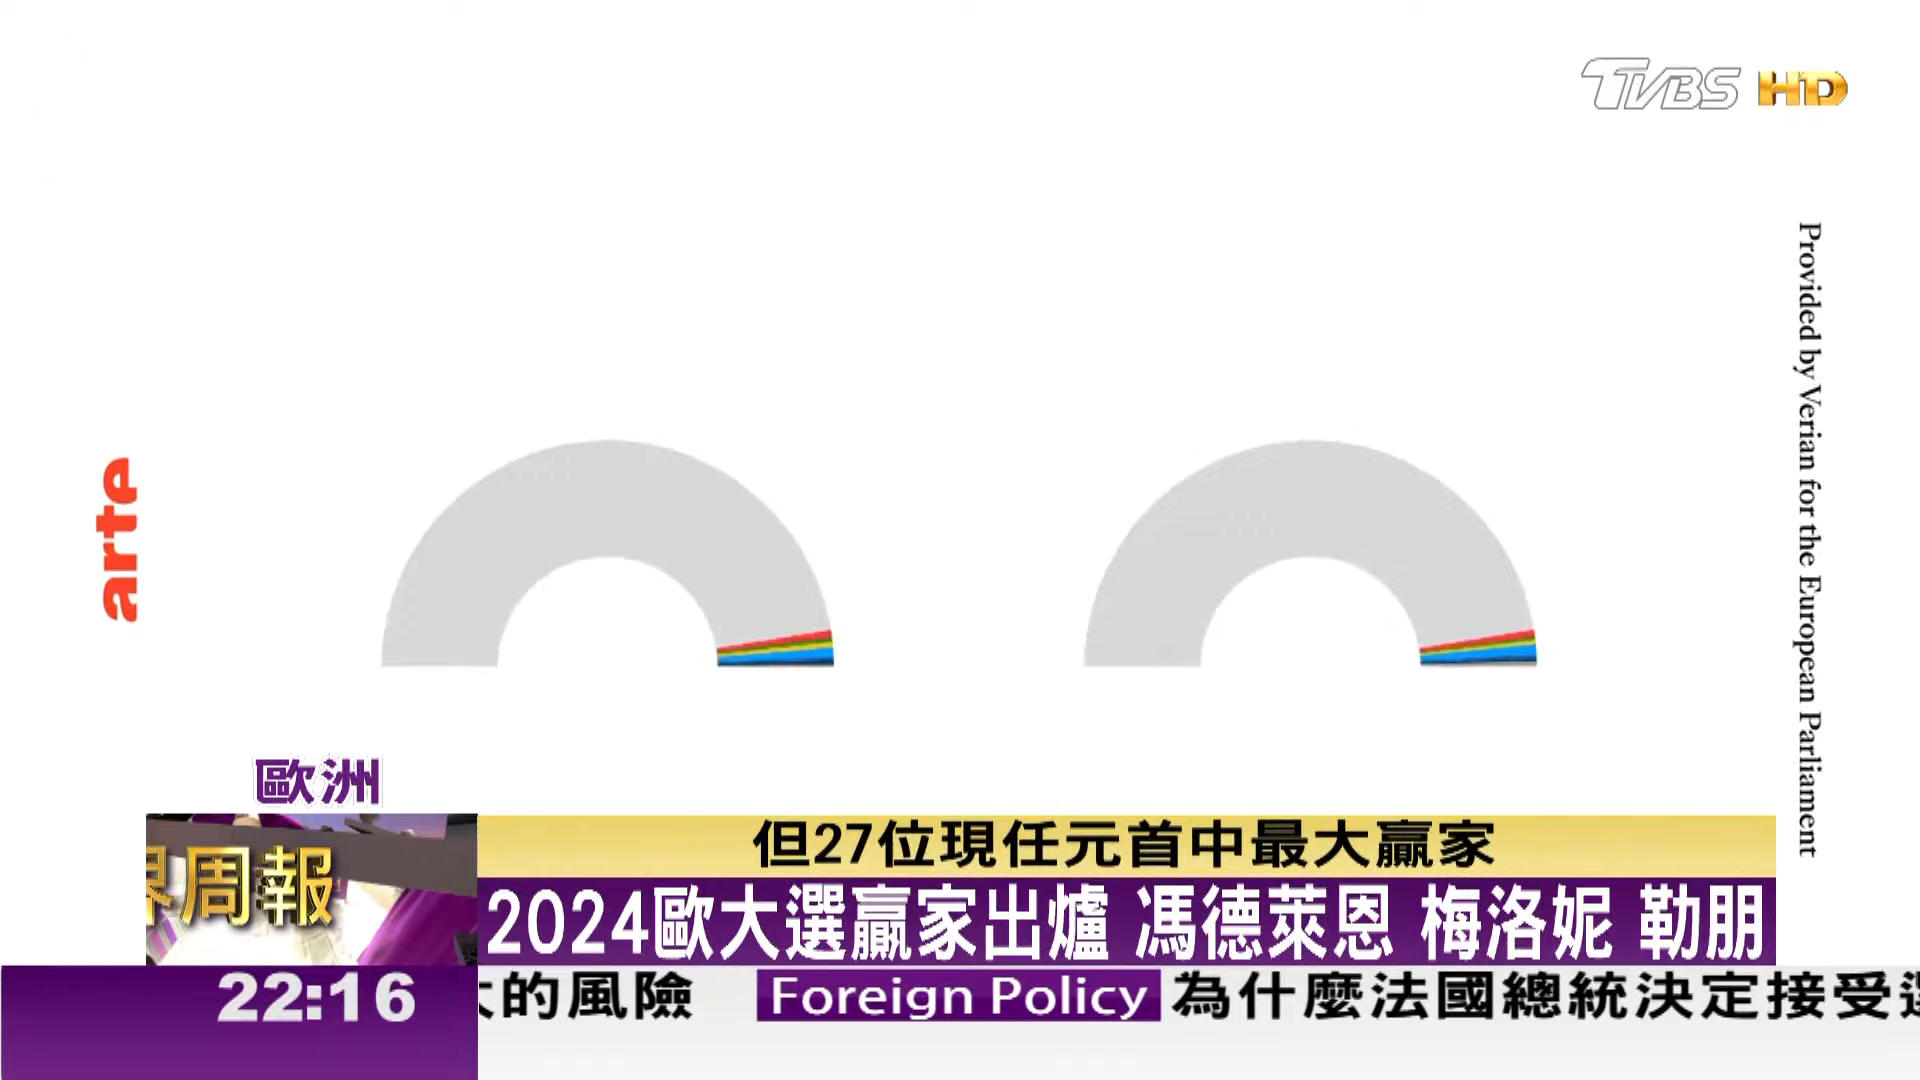 TVBS HD
Provided by Verian for the European Parliament
arte
歐洲
周報
但27位現任元首中最大贏家
2024歐大選贏家出爐 馮德萊恩 梅洛妮 勒朋
22:16
的風險 Foreign Policy 為什麼法國總統決定接受